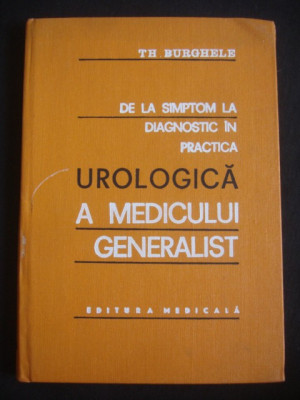 TH. BURGHELE
DE LA SIMPTOM LA
DIAGNOSTIC ÎN
PRACTICA
UROLOGICĂ
A MEDICULUI
GENERALIST
EDITURA MEDICALĂ